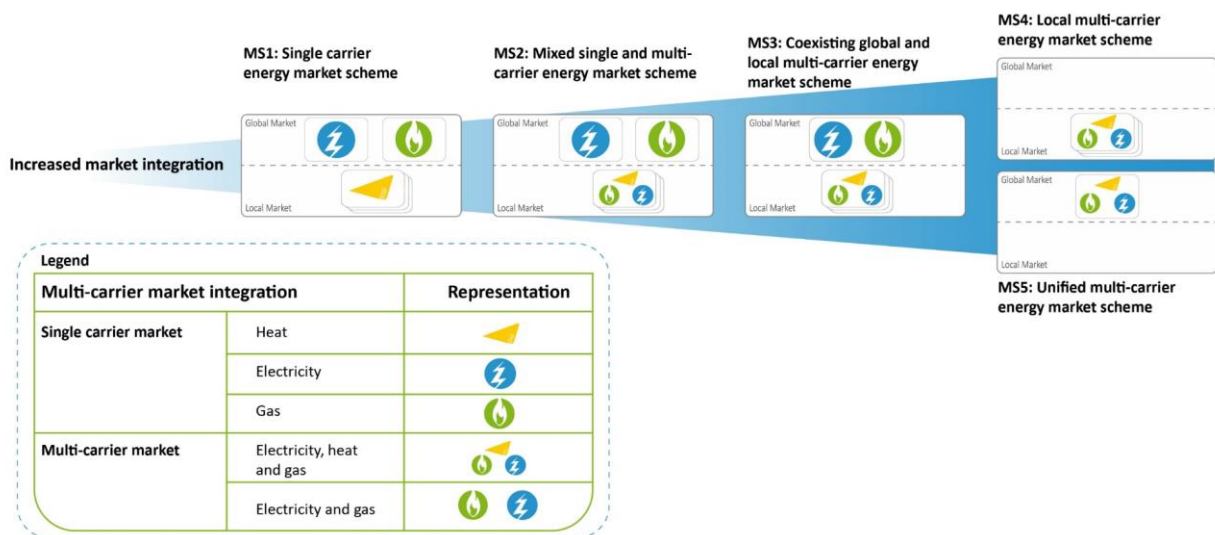 MS1: Single carrier
energy market scheme
MS2: Mixed single and multi-
carrier energy market scheme
MS3: Coexisting global and
local multi-carrier energy
market scheme
MS4: Local multi-carrier
energy market scheme
Increased market integration
Global Market
Local Market
Global Market
Local Market
Global Market
Local Market
Global Market
Local Market
Global Market
Local Market
MS5: Unified multi-carrier
energy market scheme
Legend
Multi-carrier market integration
Representation
Single carrier market
Heat
Electricity
Gas
Multi-carrier market
Electricity, heat
and gas
Electricity and gas